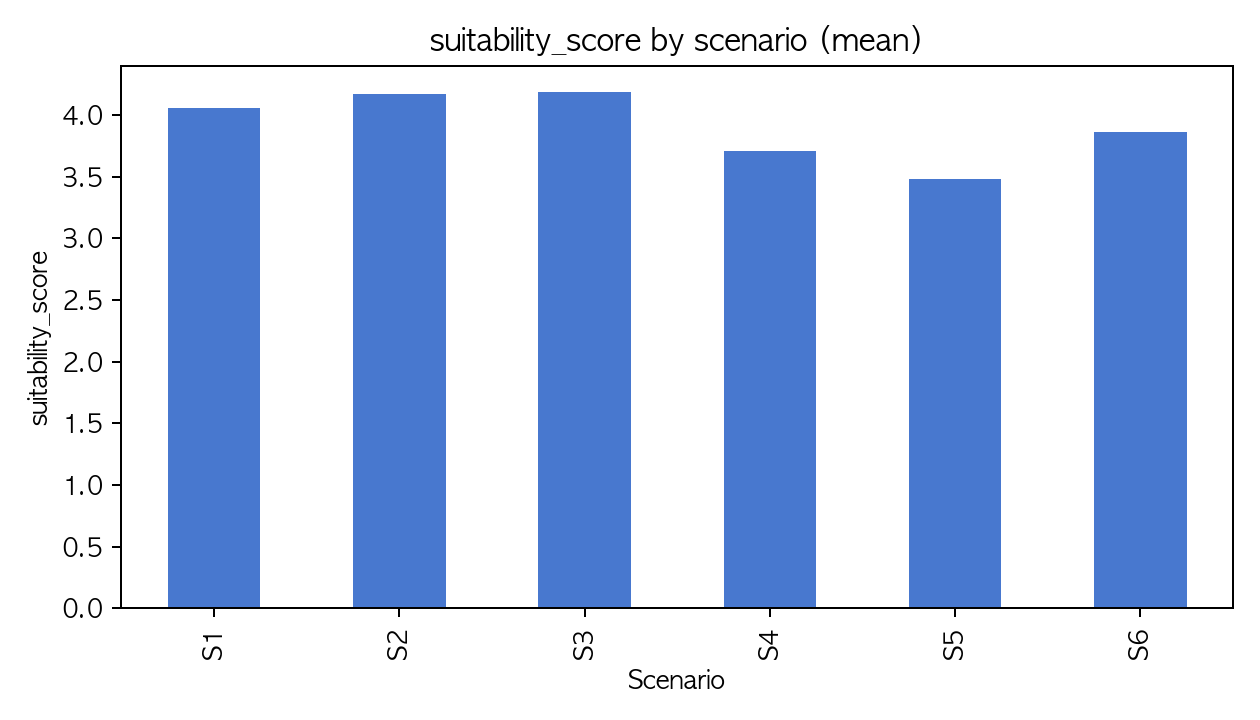 suitability_score by scenario (mean)
suitability_score
4.0
3.5
3.0
2.5
2.0
1.5
1.0
0.5
0.0
S1
S2
S3
S4
S5
S6
Scenario